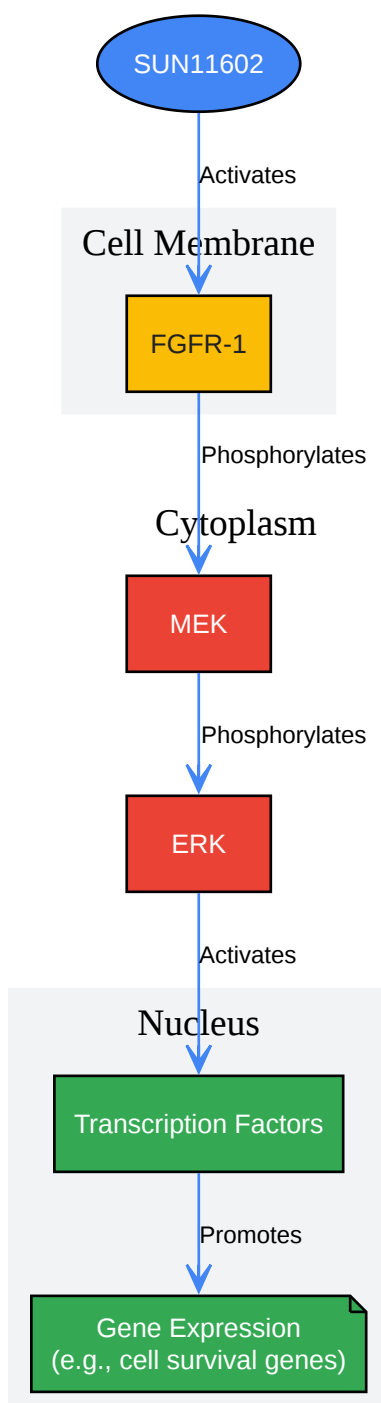 SUN11602
Activates
Cell Membrane
FGFR-1
Phosphorylates
Cytoplasm
MEK
Phosphorylates
ERK
Activates
Nucleus
Transcription Factors
Promotes
Gene Expression
(e.g., cell survival genes)